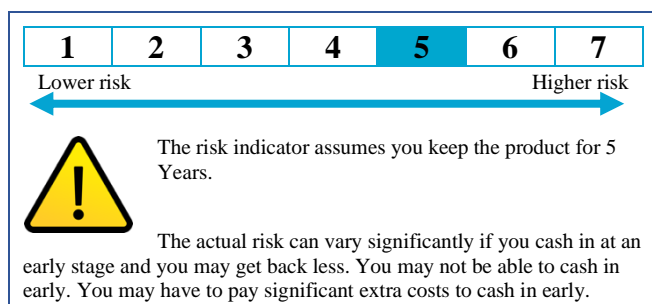 1 2 3 4 5 6 7
Lower risk Higher risk
The risk indicator assumes you keep the product for 5
Years.
The actual risk can vary significantly if you cash in at an
early stage and you may get back less. You may not be able to cash in
early. You may have to pay significant extra costs to cash in early.